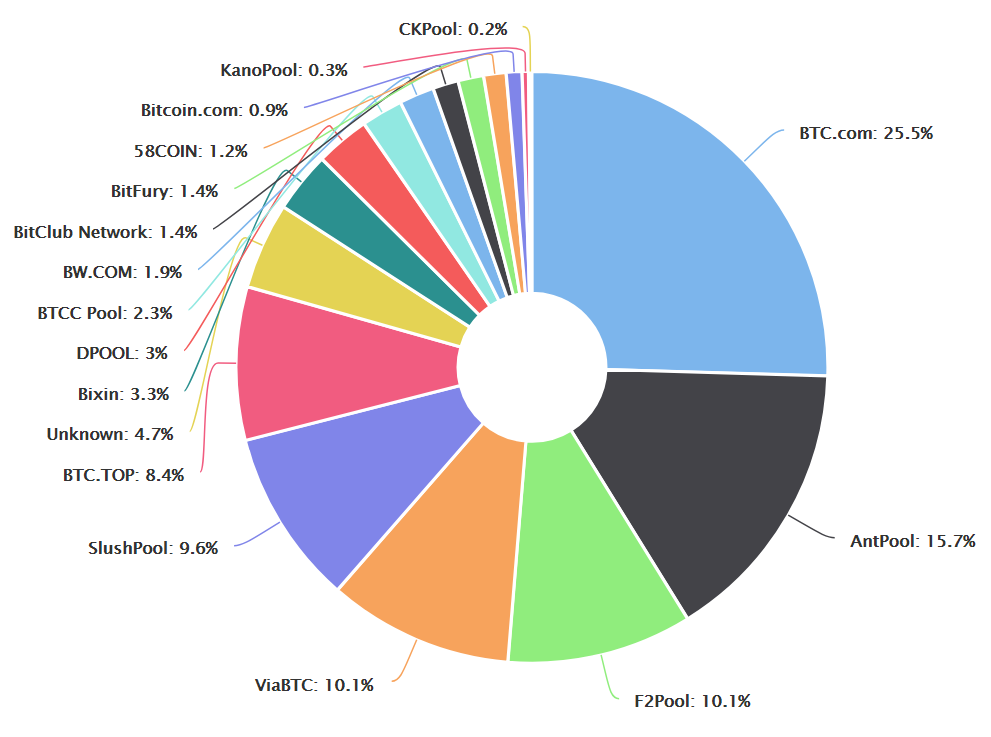 CKPool: 0.2%
KanoPool: 0.3%
Bitcoin.com: 0.9%
BTC.com: 25.5%
58COIN: 1.2%
BitFury: 1.4%
BitClub Network: 1.4%
BW.COM: 1.9%
BTCC Pool: 2.3%
DPOOL: 3%
Bixin: 3.3%
Unknown: 4.7%
BTC.TOP: 8.4%
AntPool: 15.7%
SlushPool: 9.6%
ViaBTC: 10.1%
F2Pool: 10.1%